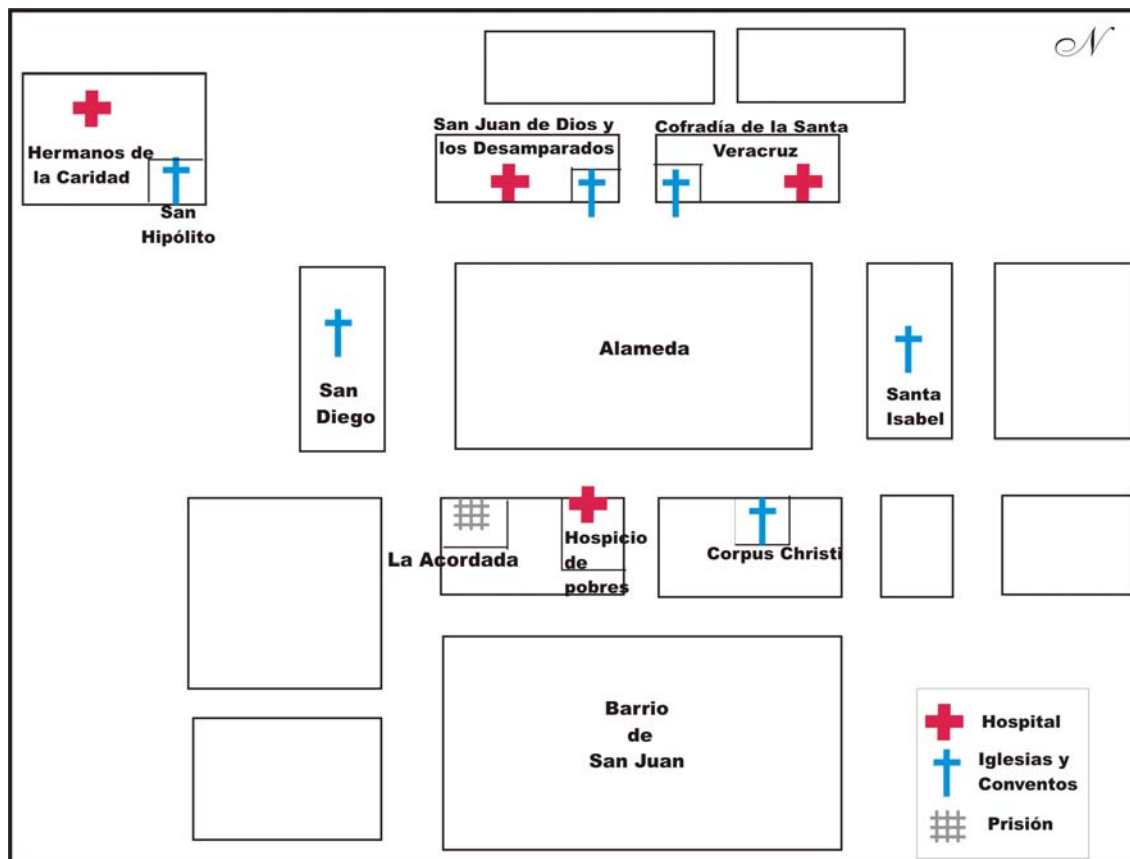 N
San Juan de Dios y
los Desamparados
Cofradía de la Santa
Veracruz
Hermanos de
la Caridad
San
Hipólito
San
Diego
Alameda
Santa
Isabel
La Acordada
Hospicio
de
pobres
Corpus Christi
Barrio
de
San Juan
Hospital
Iglesias y
Conventos
Prisión